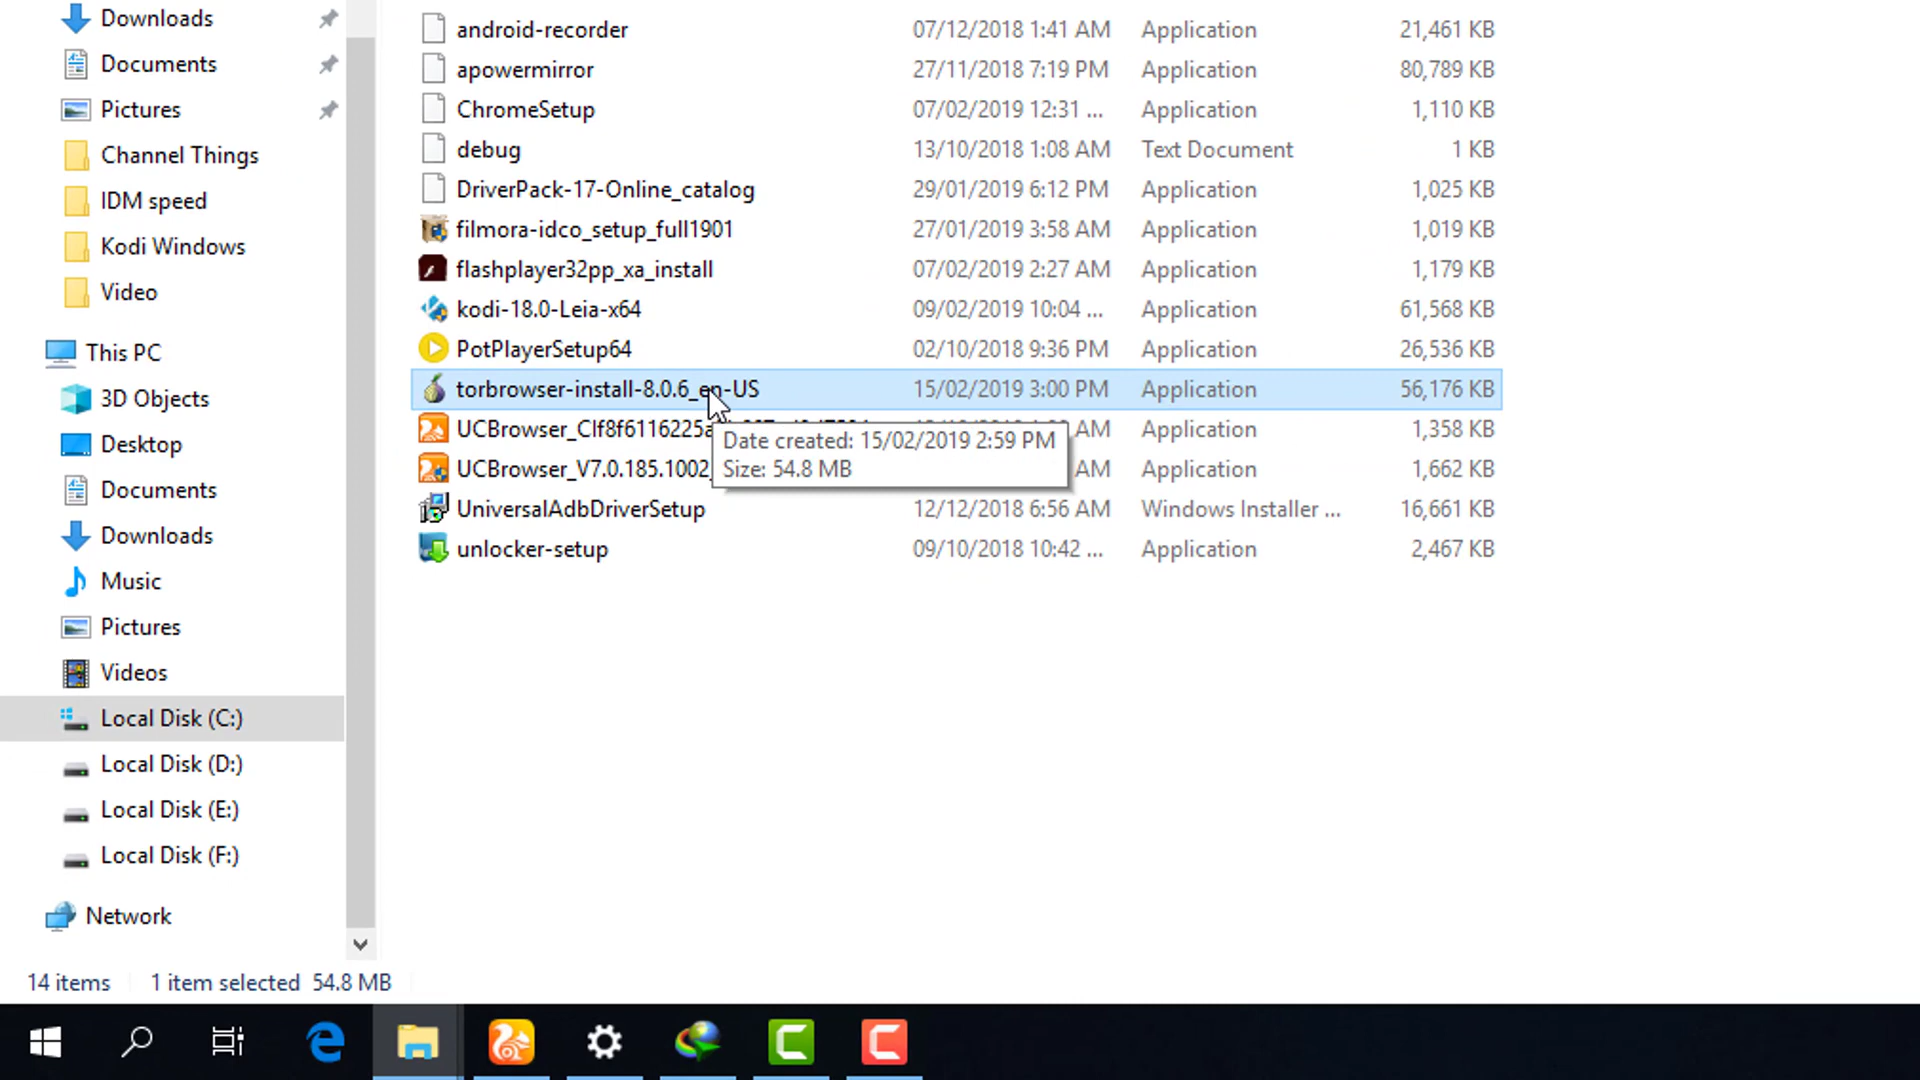 Downloads
Documents
Pictures
Channel Things
IDM speed
Kodi Windows
Video
This PC
3D Objects
Desktop
Documents
Downloads
Music
Pictures
Videos
Local Disk (C:)
Local Disk (D:)
Local Disk (E:)
Local Disk (F:)
Network
android-recorder 07/12/2018 1:41 AM Application 21,461 KB
apowermirror 27/11/2018 7:19 PM Application 80,789 KB
ChromeSetup 07/02/2019 12:31 ... Application 1,110 KB
debug 13/10/2018 1:08 AM Text Document 1 KB
DriverPack-17-Online_catalog 29/01/2019 6:12 PM Application 1,025 KB
filmora-idco_setup_full1901 27/01/2019 3:58 AM Application 1,019 KB
flashplayer32pp_xa_install 07/02/2019 2:27 AM Application 1,179 KB
kodi-18.0-Leia-x64 09/02/2019 10:04 ... Application 61,568 KB
PotPlayerSetup64 02/10/2018 9:36 PM Application 26,536 KB
torbrowser-install-8.0.6_en-US 15/02/2019 3:00 PM Application 56,176 KB
AM Application 1,358 KB
UCBrowser_V7.0.185.1002_ AM Application 1,662 KB
Date created: 15/02/2019 2:59 PM
Size: 54.8 MB
UniversalAdbDriverSetup 12/12/2018 6:56 AM Windows Installer ... 16,661 KB
unlocker-setup 09/10/2018 10:42 ... Application 2,467 KB
14 items 1 item selected 54.8 MB